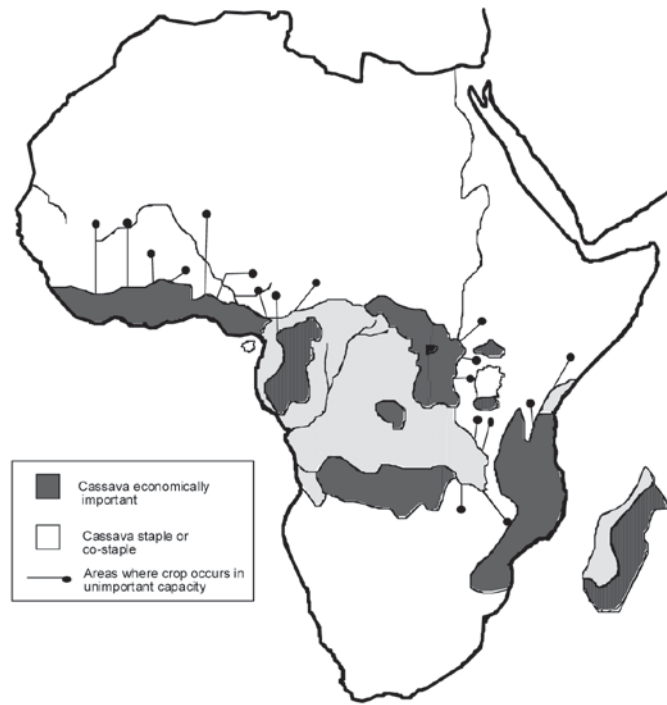 Cassava economically
important
Cassava staple or
co-staple
Areas where crop occurs in
unimportant capacity